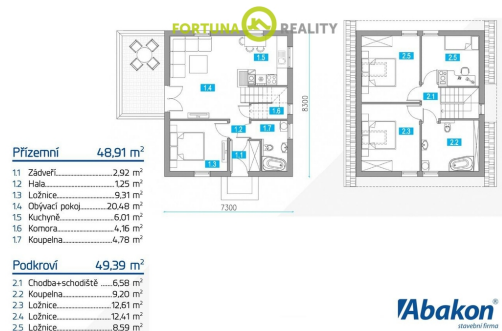 FORTUNA REALITY
1.5
2.5
2.5
1.4
8300
1.6
2.1
1.2
1.7
2.3
2.2
1.3
1.1
7300
Přízemní 48,91 m²
1.1 Zádveří 2,92 m²
1.2 Hala 1,25 m²
1.3 Ložnice 9,31 m²
1.4 Obývací pokoj 20,48 m²
1.5 Kuchyně 6,01 m²
1.6 Komora 4,16 m²
1.7 Koupelna 4,78 m²
Podkroví 49,39 m²
2.1 Chodba+schodiště 6,58 m²
2.2 Koupelna 9,20 m²
2.3 Ložnice 12,61 m²
2.4 Ložnice 12,41 m²
2.5 Ložnice 8,59 m²
Abakon®
stavební firma